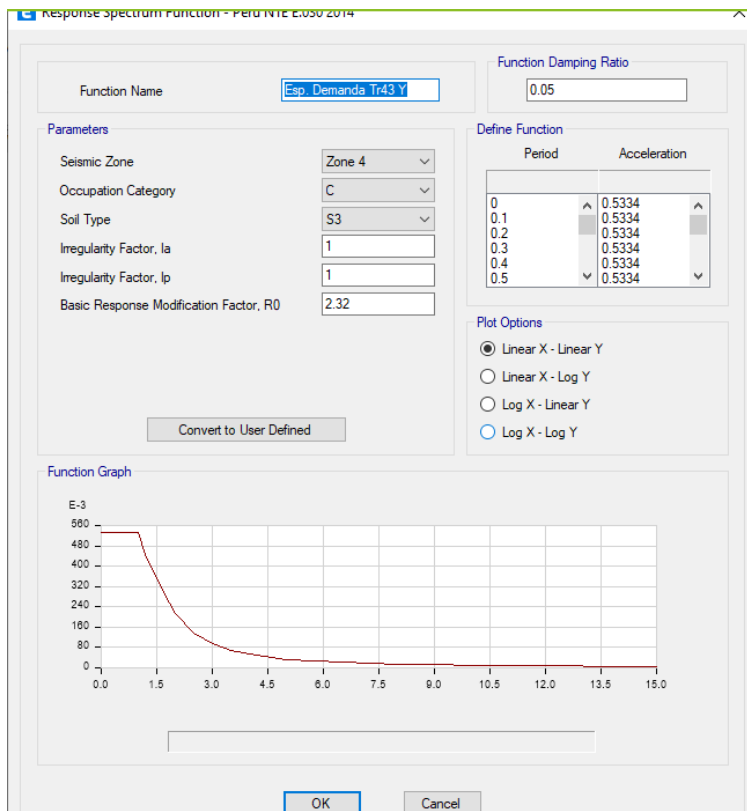 Response Spectrum Function - Peru NTE E.030 2014
Function Name
Esp. Demanda Tr43 Y
Function Damping Ratio
0.05
Parameters
Seismic Zone
Zone 4
Occupation Category
C
Soil Type
S3
Irregularity Factor, Ia
1
Irregularity Factor, Ip
1
Basic Response Modification Factor, R0
2.32
Convert to User Defined
Define Function
Period Acceleration
0 0.5334
0.1 0.5334
0.2 0.5334
0.3 0.5334
0.4 0.5334
0.5 0.5334
Plot Options
Linear X - Linear Y
Linear X - Log Y
Log X - Linear Y
Log X - Log Y
Function Graph
E-3
560
480
400
320
240
160
80
0
0.0 1.5 3.0 4.5 6.0 7.5 9.0 10.5 12.0 13.5 15.0
OK Cancel